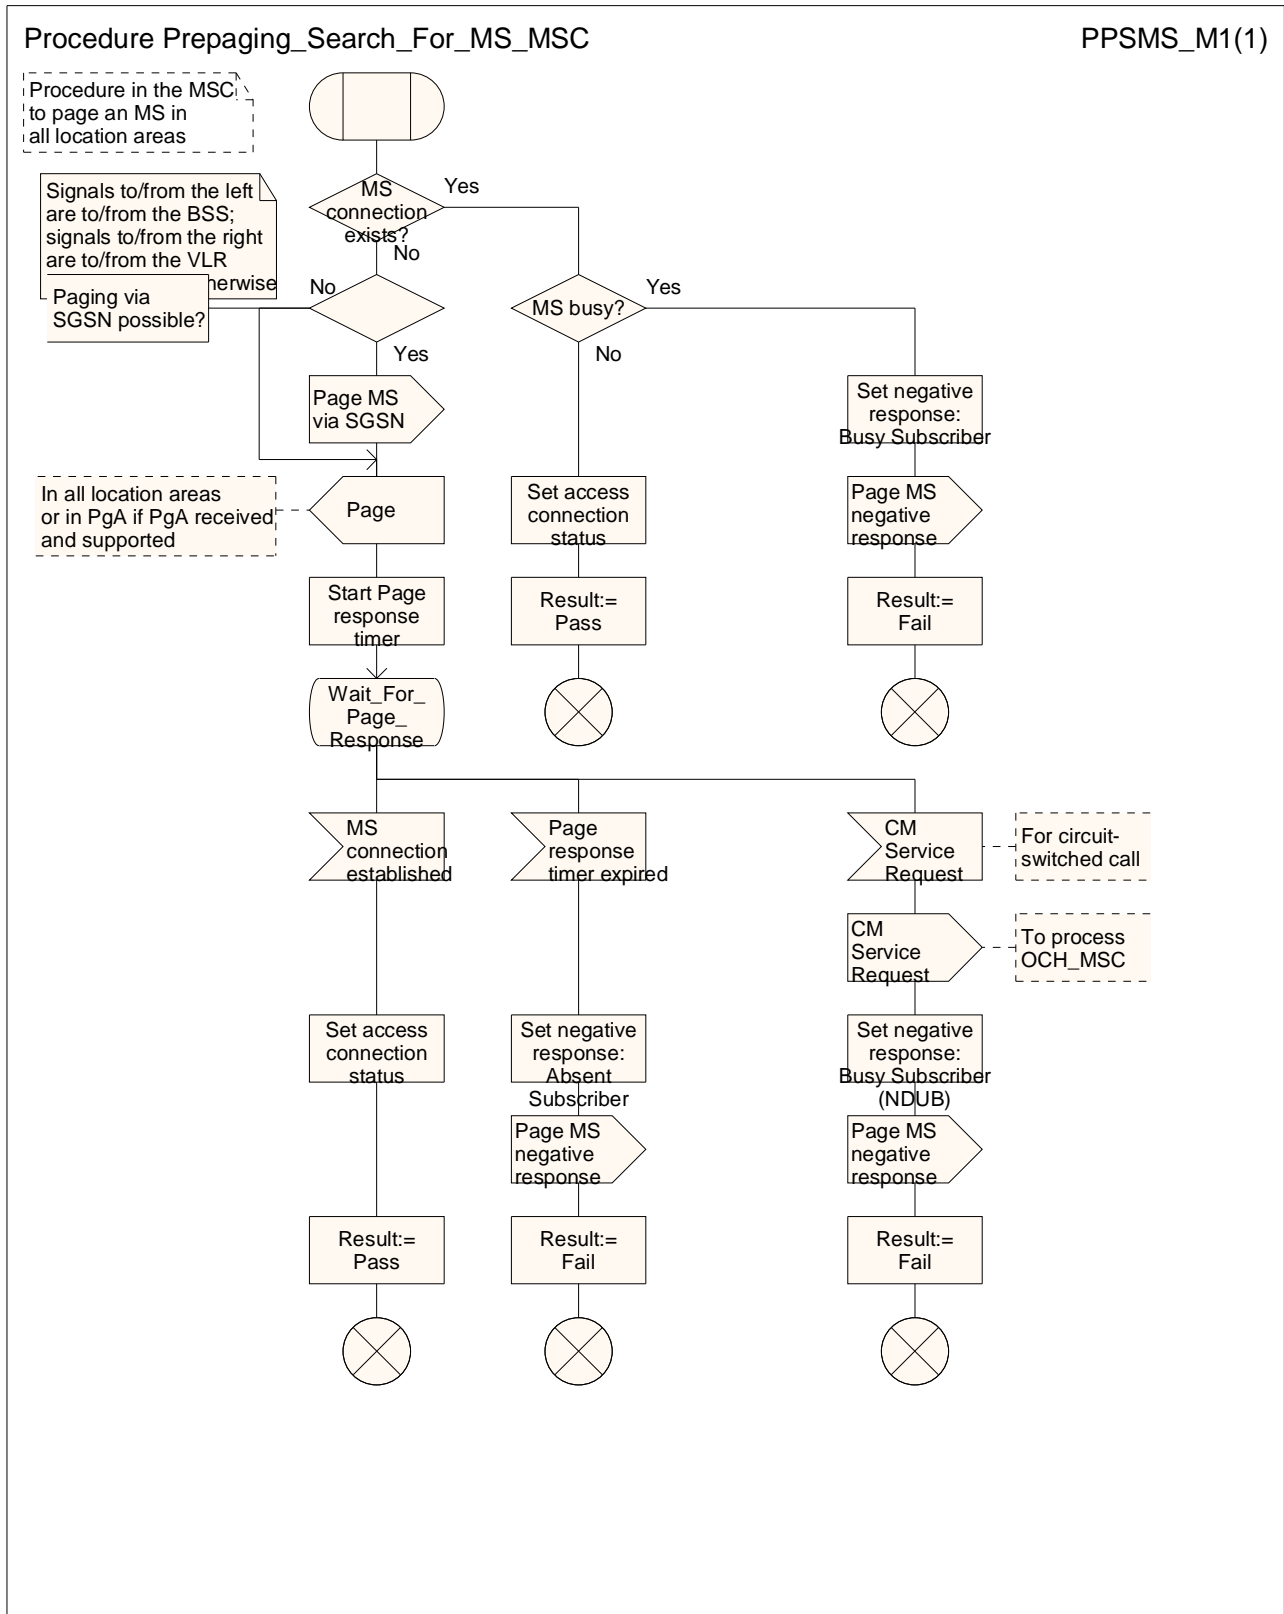 Procedure Prepaging_Search_For_MS_MSC
PPSMS_M1(1)
Procedure in the MSC
to page an MS in
all location areas
Signals to/from the left
are to/from the BSS;
signals to/from the right
are to/from the VLR
MS
connection
exists?
Yes
No
Paging via
SGSN possible?
No
Yes
MS busy?
Yes
No
Page MS
via SGSN
Set negative
response:
Busy Subscriber
In all location areas
or in PgA if PgA received
and supported
Page
Set access
connection
status
Page MS
negative
response
Start Page
response
timer
Result:=
Pass
Result:=
Fail
Wait_For_
Page_
Response
MS
connection
established
Page
response
timer expired
CM
Service
Request
For circuit-
switched call
CM
Service
Request
To process
OCH_MSC
Set access
connection
status
Set negative
response:
Absent
Subscriber
Set negative
response:
Busy Subscriber
(NDUB)
Page MS
negative
response
Page MS
negative
response
Result:=
Pass
Result:=
Fail
Result:=
Fail